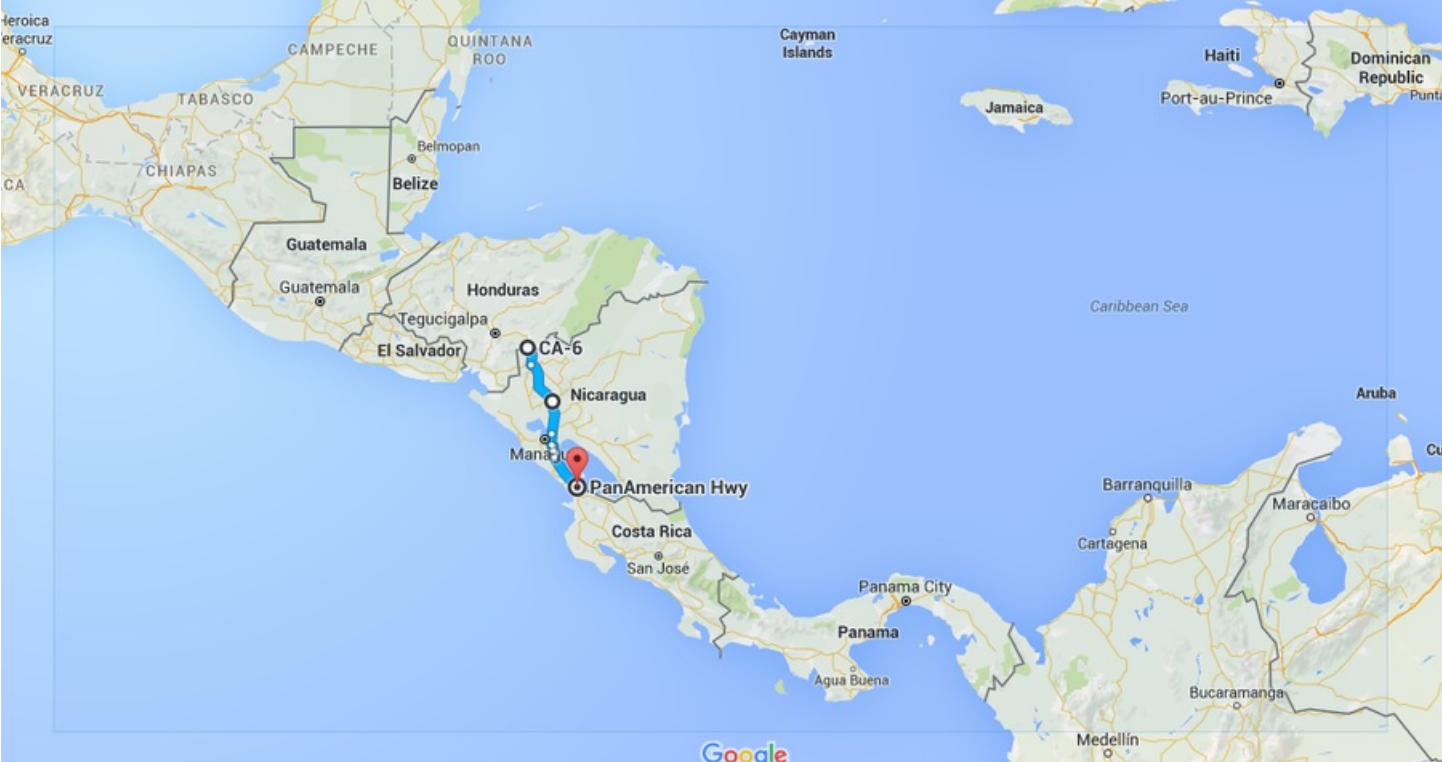 Heroica
Veracruz
CAMPECHE
QUINTANA
ROO
Cayman
Islands
Haiti
Dominican
Republic
VERACRUZ
TABASCO
Port-au-Prince
Punta
Jamaica
Belmopan
CHIAPAS
CA
Belize
Guatemala
Guatemala
Honduras
Caribbean Sea
Tegucigalpa
El Salvador
CA-6
Nicaragua
Aruba
Managu
Cu
PanAmerican Hwy
Barranquilla
Maracaibo
Costa Rica
Cartagena
San José
Panama City
Panama
Agua Buena
Bucaramanga
Medellín
Google